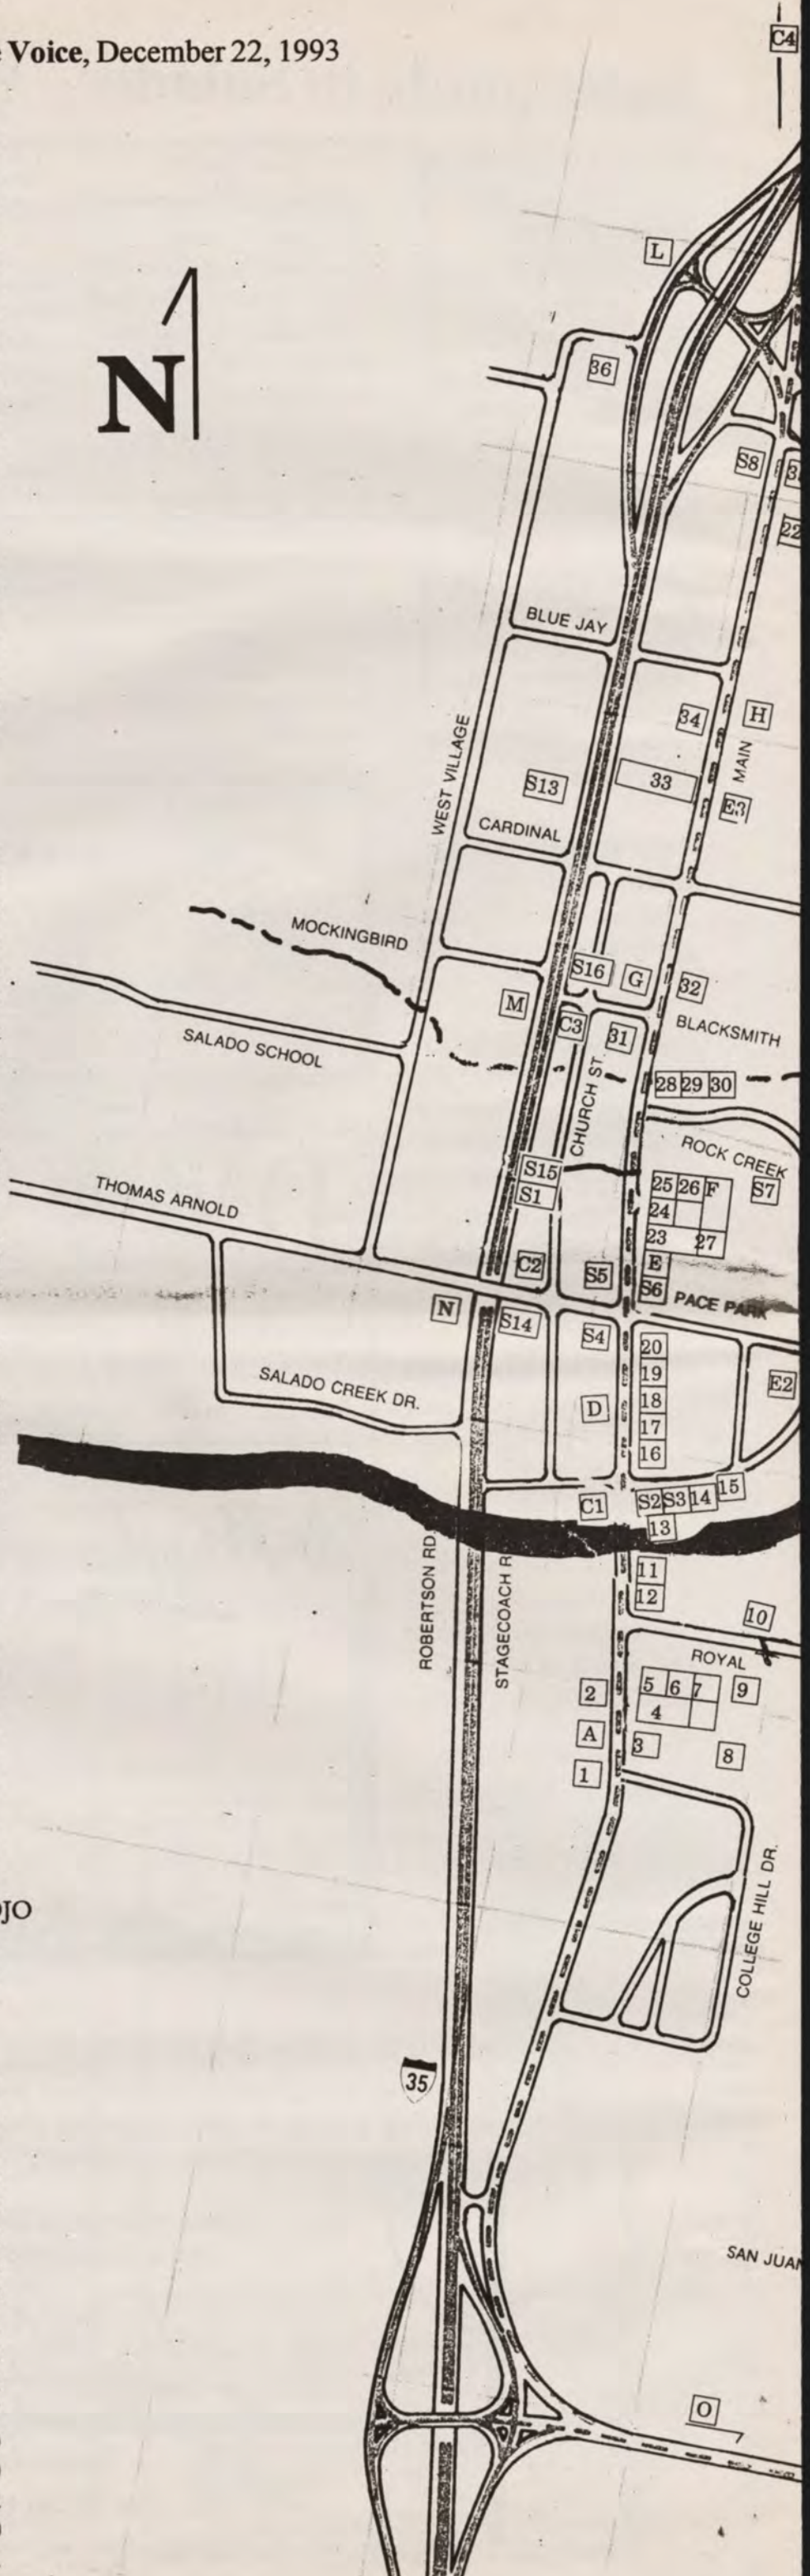 Voice, December 22, 1993
C4
L
N
36
S8
22
BLUE JAY
34
H
MAIN
WEST VILLAGE
33
S13
E3
CARDINAL
MOCKINGBIRD
S16
G
32
M
C3
31
BLACKSMITH
SALADO SCHOOL
28 29 30
CHURCH ST.
ROCK CREEK
S15
S1
25 26 F
S7
24
THOMAS ARNOLD
23
27
C2
S5
E
S6
PACE PARK
N
S14
S4
20
19
E2
SALADO CREEK DR.
D
18
17
16
C1
S2 S3 14 15
13
ROBERTSON RD
STAGECOACH R
11
12
10
ROYAL
2
5 6 7
9
4
A
3
8
1
COLLEGE HILL DR.
OJO
35
SAN JUAN
O